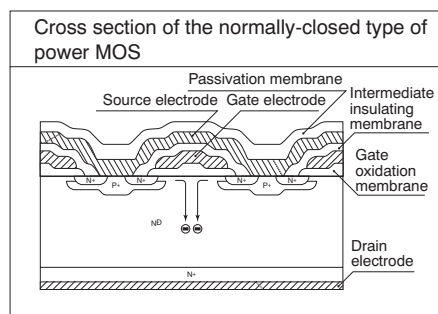 Cross section of the normally-closed type of
power MOS
Passivation membrane
Source electrode
Gate electrode
Intermediate
insulating
membrane
Gate
oxidation
membrane
N+
N+
N+
N+
P+
P+
NÐ
N+
Drain
electrode